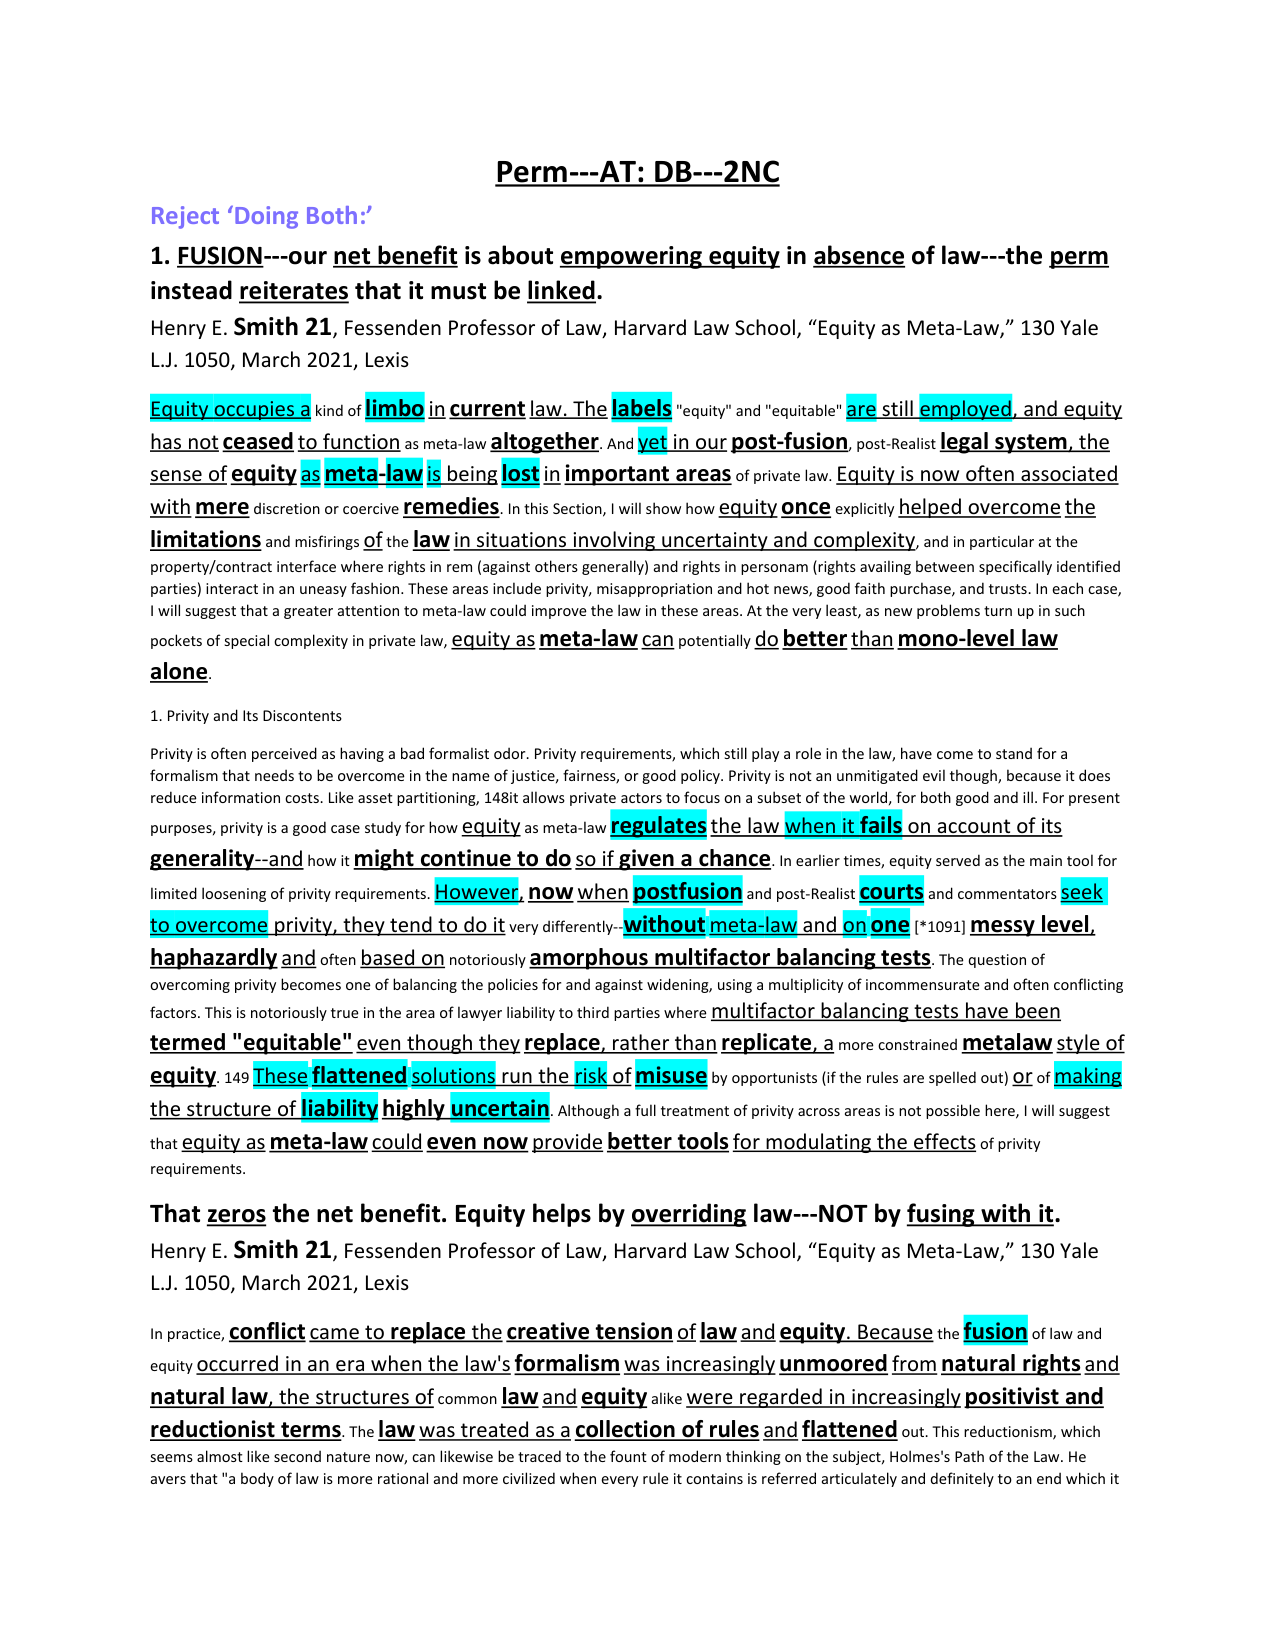 Perm---AT: DB---2NC
Reject ‘Doing Both:’
1. FUSION---our net benefit is about empowering equity in absence of law---the perm
instead reiterates that it must be linked.
Henry E. Smith 21, Fessenden Professor of Law, Harvard Law School, “Equity as Meta-Law,” 130 Yale
L.J. 1050, March 2021, Lexis
Equity occupies a kind of limbo in current law. The labels "equity" and "equitable" are still employed, and equity
has not ceased to function as meta-law altogether. And yet in our post-fusion, post-Realist legal system, the
sense of equity as meta-law is being lost in important areas of private law. Equity is now often associated
with mere discretion or coercive remedies. In this Section, I will show how equity once explicitly helped overcome the
limitations and misfirings of the law in situations involving uncertainty and complexity, and in particular at the
property/contract interface where rights in rem (against others generally) and rights in personam (rights availing between specifically identified
parties) interact in an uneasy fashion. These areas include privity, misappropriation and hot news, good faith purchase, and trusts. In each case,
I will suggest that a greater attention to meta-law could improve the law in these areas. At the very least, as new problems turn up in such
pockets of special complexity in private law, equity as meta-law can potentially do better than mono-level law
alone.
1. Privity and Its Discontents
Privity is often perceived as having a bad formalist odor. Privity requirements, which still play a role in the law, have come to stand for a
formalism that needs to be overcome in the name of justice, fairness, or good policy. Privity is not an unmitigated evil though, because it does
reduce information costs. Like asset partitioning, 148it allows private actors to focus on a subset of the world, for both good and ill. For present
purposes, privity is a good case study for how equity as meta-law regulates the law when it fails on account of its
generality--and how it might continue to do so if given a chance. In earlier times, equity served as the main tool for
limited loosening of privity requirements. However, now when postfusion and post-Realist courts and commentators seek
to overcome privity, they tend to do it very differently--without meta-law and on one [*1091] messy level,
haphazardly and often based on notoriously amorphous multifactor balancing tests. The question of
overcoming privity becomes one of balancing the policies for and against widening, using a multiplicity of incommensurate and often conflicting
factors. This is notoriously true in the area of lawyer liability to third parties where multifactor balancing tests have been
termed "equitable" even though they replace, rather than replicate, a more constrained metalaw style of
equity. 149 These flattened solutions run the risk of misuse by opportunists (if the rules are spelled out) or of making
the structure of liability highly uncertain. Although a full treatment of privity across areas is not possible here, I will suggest
that equity as meta-law could even now provide better tools for modulating the effects of privity
requirements.
That zeros the net benefit. Equity helps by overriding law---NOT by fusing with it.
Henry E. Smith 21, Fessenden Professor of Law, Harvard Law School, “Equity as Meta-Law,” 130 Yale
L.J. 1050, March 2021, Lexis
In practice, conflict came to replace the creative tension of law and equity. Because the fusion of law and
equity occurred in an era when the law's formalism was increasingly unmoored from natural rights and
natural law, the structures of common law and equity alike were regarded in increasingly positivist and
reductionist terms. The law was treated as a collection of rules and flattened out. This reductionism, which
seems almost like second nature now, can likewise be traced to the fount of modern thinking on the subject, Holmes's Path of the Law. He
avers that "a body of law is more rational and more civilized when every rule it contains is referred articulately and definitely to an end which it